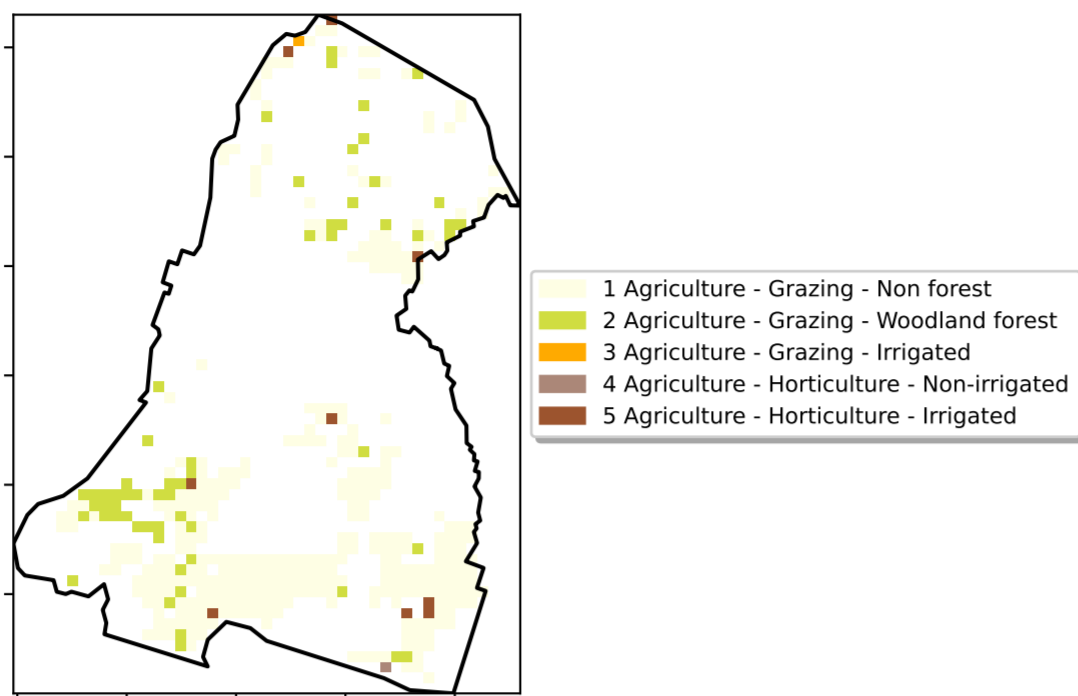 1 Agriculture - Grazing - Non forest
2 Agriculture - Grazing - Woodland forest
3 Agriculture - Grazing - Irrigated
4 Agriculture - Horticulture - Non-irrigated
5 Agriculture - Horticulture - Irrigated